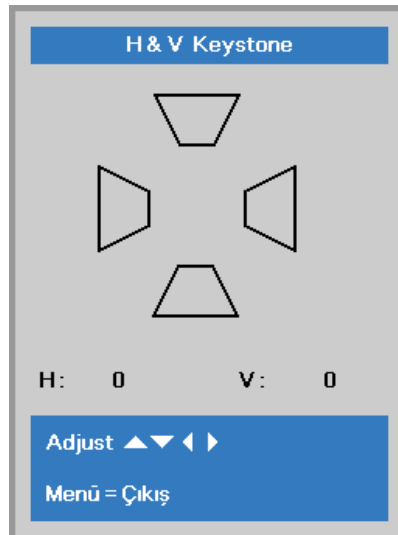 H & V Keystone
H: 0 V: 0
Adjust ▲▼◀▶
Menü = Çıkış